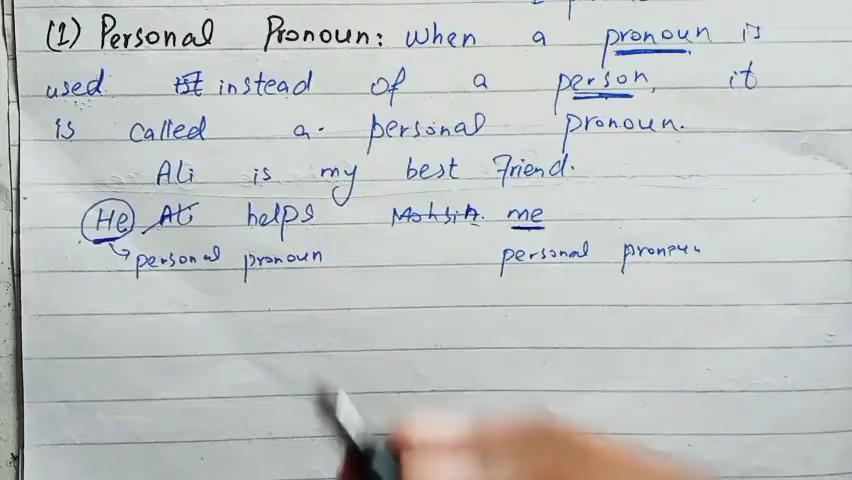 (1) Personal Pronoun: When a pronoun is
used instead of a person, it
is called a personal pronoun.
Ali is my best Friend.
He Ali helps Mohsin. me
personal pronoun personal pronoun